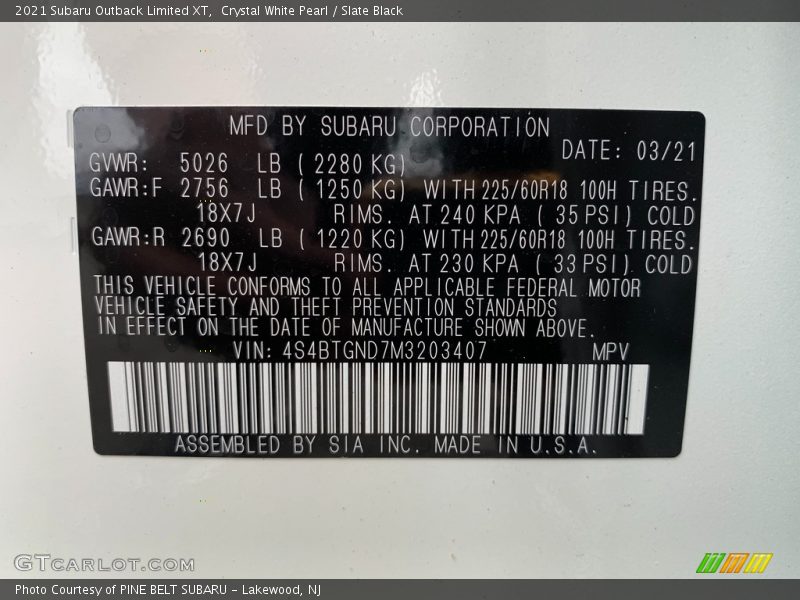 2021 Subaru Outback Limited XT,  Crystal White Pearl / Slate Black
MFD BY SUBARU CORPORATION
DATE: 03/21
GVWR: 5026 LB ( 2280 KG)
GAWR:F 2756 LB ( 1250 KG) WITH 225/60R18 100H TIRES.
18X7J RIMS. AT 240 KPA ( 35 PSI) COLD
GAWR:R 2690 LB ( 1220 KG) WITH 225/60R18 100H TIRES.
18X7J RIMS. AT 230 KPA ( 33 PSI) COLD
THIS VEHICLE CONFORMS TO ALL APPLICABLE FEDERAL MOTOR
VEHICLE SAFETY AND THEFT PREVENTION STANDARDS
IN EFFECT ON THE DATE OF MANUFACTURE SHOWN ABOVE.
VIN: 4S4BTGND7M3203407 MPV
ASSEMBLED BY SIA INC. MADE IN U.S.A.
GTCARLOT.COM
Photo Courtesy of PINE BELT SUBARU – Lakewood, NJ